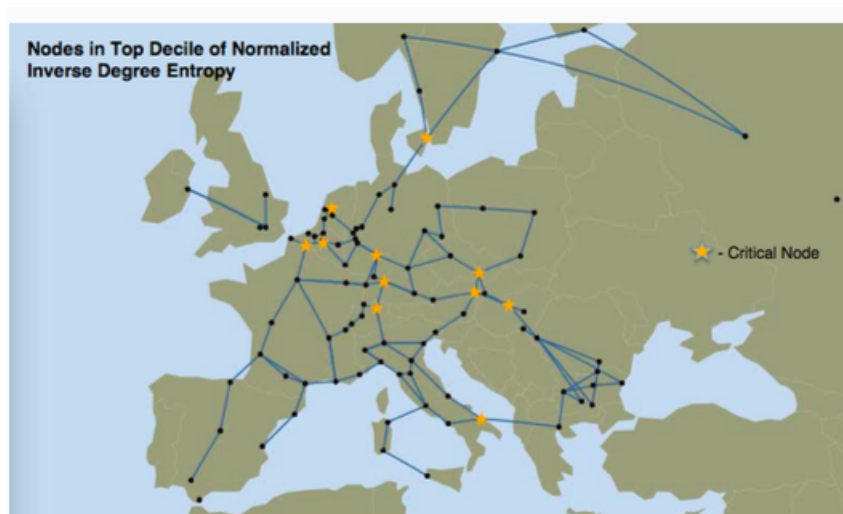 Nodes in Top Decile of Normalized
Inverse Degree Entropy
- Critical Node